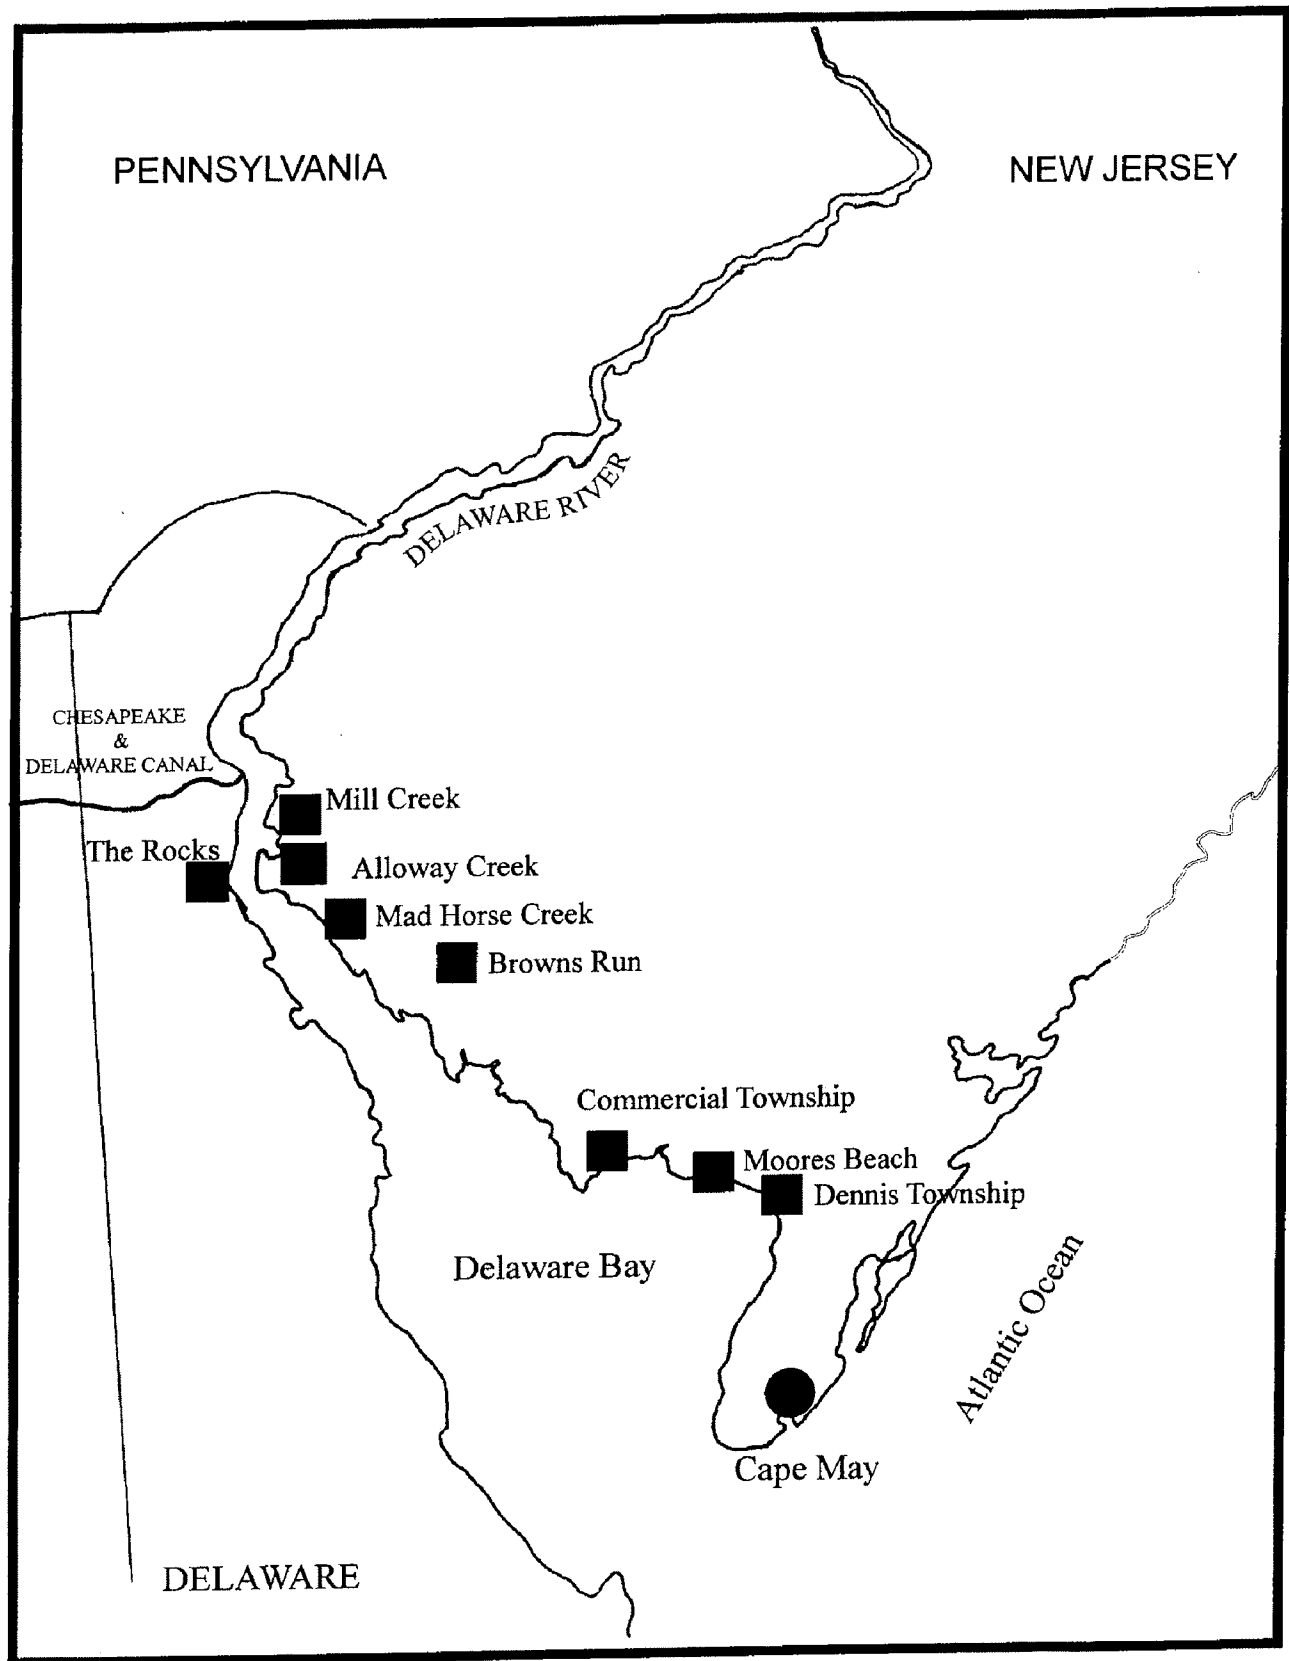 PENNSYLVANIA
NEW JERSEY
DELAWARE RIVER
CHESAPEAKE
&
DELAWARE CANAL
Mill Creek
The Rocks
Alloway Creek
Mad Horse Creek
Browns Run
Commercial Township
Moores Beach
Dennis Township
Delaware Bay
Atlantic Ocean
Cape May
DELAWARE